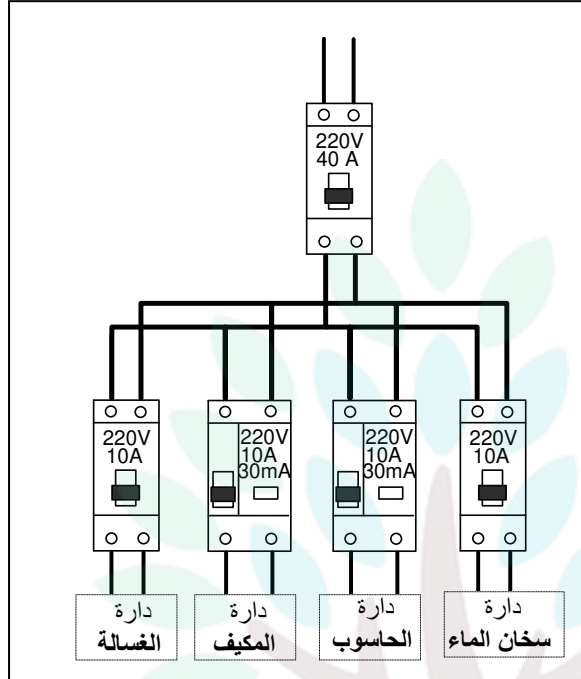 220V
40 A
220V
10A
220V
10A
30mA
220V
10A
30mA
220V
10A
دارة
الغسالة
دارة
المكيف
دارة
الحاسوب
دارة
سخان الماء